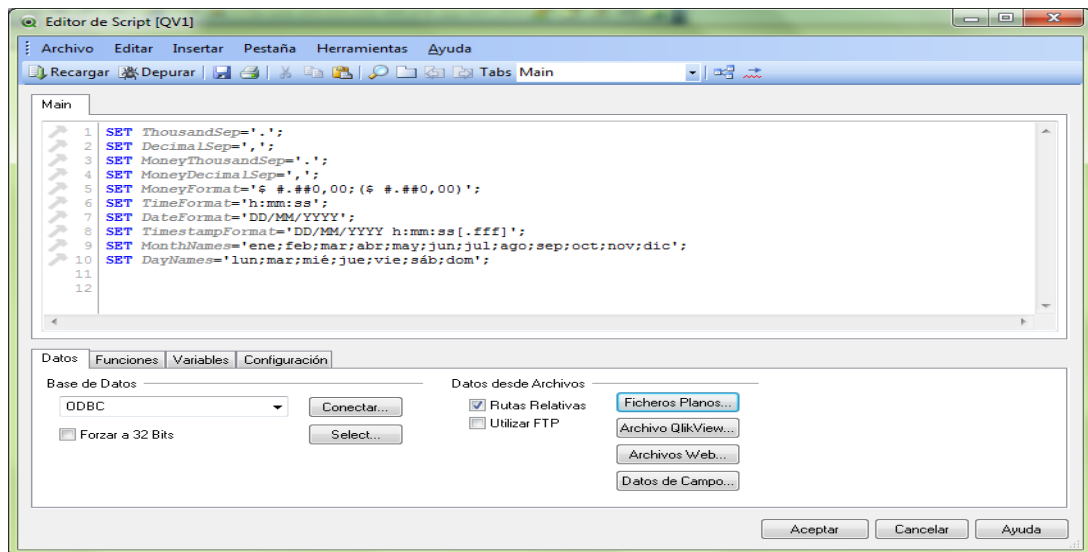 Editor de Script [QV1]
Archivo Editar Insertar Pestaña Herramientas Ayuda
Recargar Depurar Tabs Main
Main
1 SET ThousandSep='.';
2 SET DecimalSep=',';
3 SET MoneyThousandSep='.';
4 SET MoneyDecimalSep=',';
5 SET MoneyFormat='$ #.##0,00;($ #.##0,00)';
6 SET TimeFormat='h:mm:ss';
7 SET DateFormat='DD/MM/YYYY';
8 SET TimestampFormat='DD/MM/YYYY h:mm:ss[.fff]';
9 SET MonthNames='ene;feb;mar;abr;may;jun;jul;ago;sep;oct;nov;dic';
10 SET DayNames='lun;mar;mié;jue;vie;sáb;dom';
11
12
Datos Funciones Variables Configuración
Base de Datos
ODBC Conectar...
Forzar a 32 Bits Select...
Datos desde Archivos
Rutas Relativas Ficheros Planos...
Utilizar FTP Archivo QlikView...
Archivos Web...
Datos de Campo...
Aceptar Cancelar Ayuda